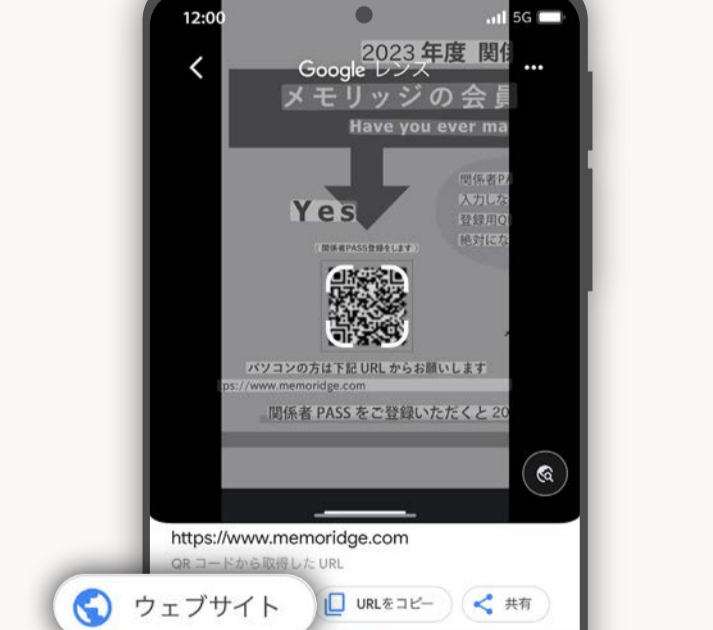 12:00
5G
2023 年度 関係
Google レンズ
メモリッジの会員
Have you ever ma
関係者PA
入力しな
Yes
登録用Q
絶対にな
(関係者PASS登録をします)
パソコンの方は下記 URL からお願いします
ps://www.memoridge.com
関係者 PASS をご登録いただくと 20
https://www.memoridge.com
QR コードから取得した URL
ウェブサイト
URLをコピー
共有